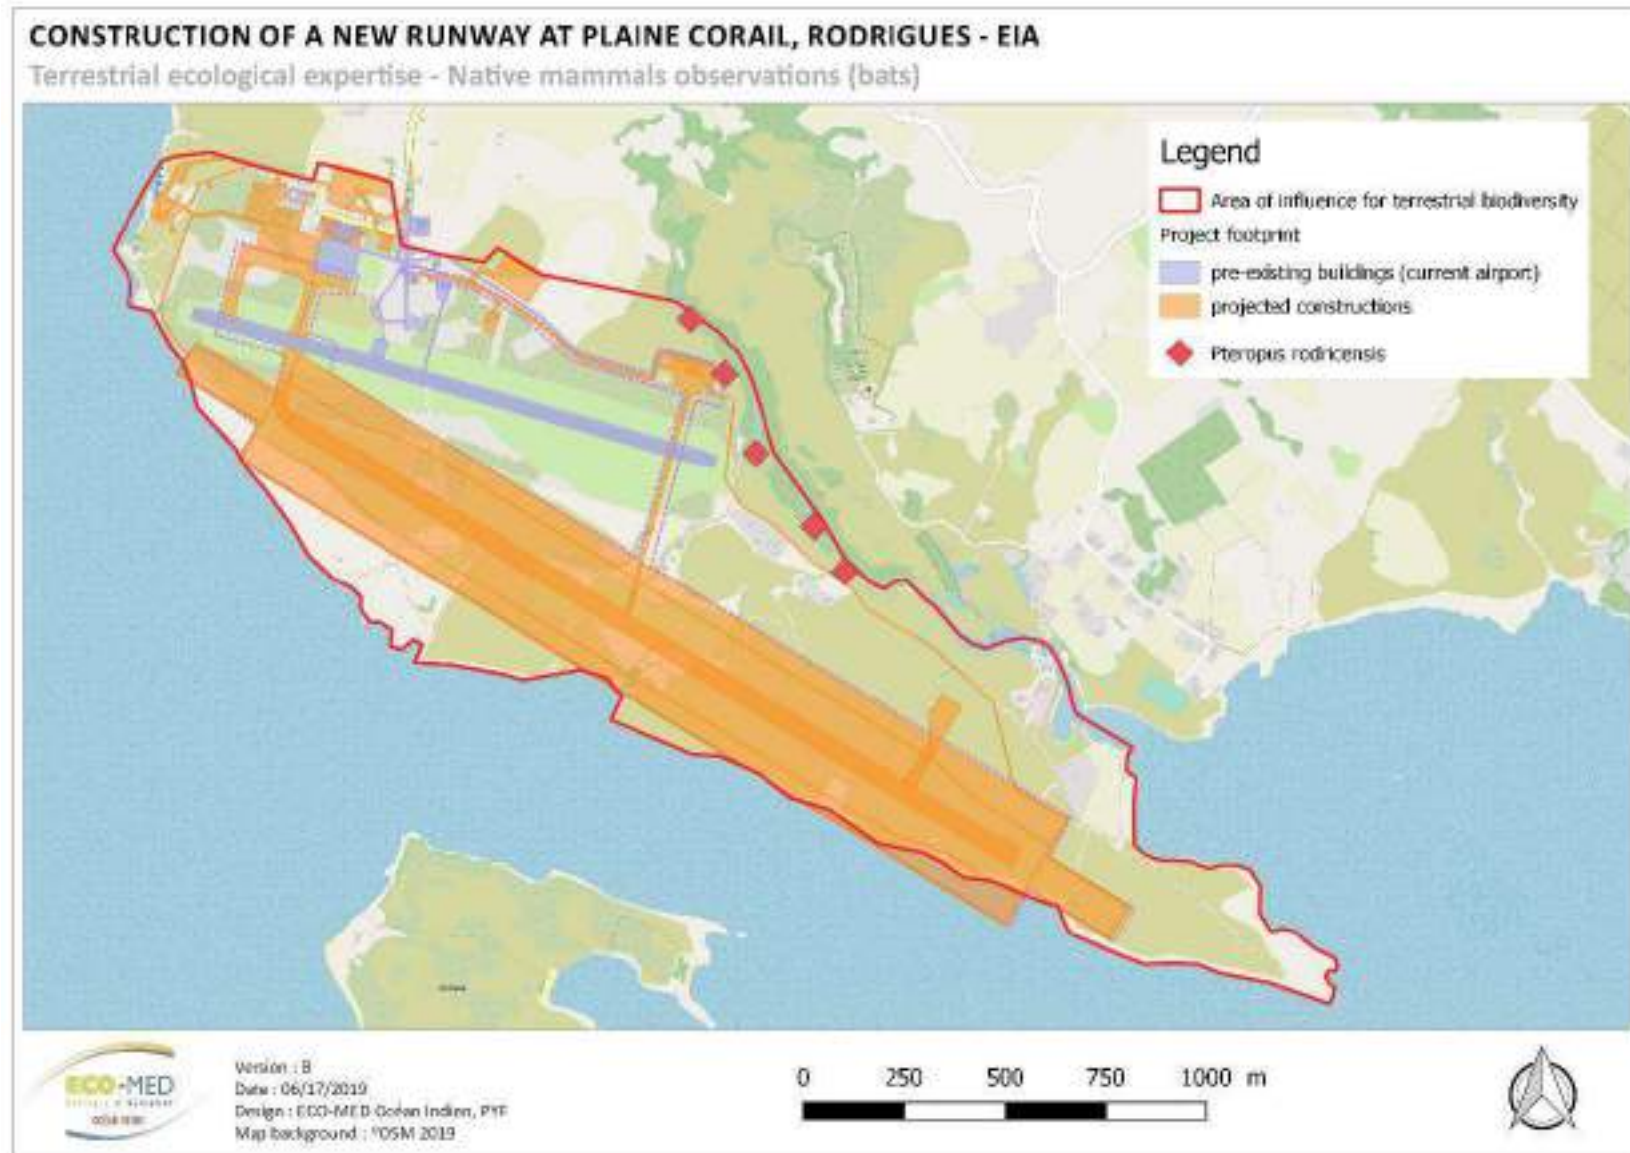 CONSTRUCTION OF A NEW RUNWAY AT PLAINE CORAIL, RODRIGUES - EIA
Terrestrial ecological expertise - Native mammals observations (bats)
Legend
Area of influence for terrestrial biodiversity
Project footprint
pre-existing buildings (current airport)
projected constructions
Pteropus rodricensis
ECO-MED
Version : B
Date : 06/17/2019
Design : ECO-MED Océan Indien, PYF
Map background : °OSM 2019
0 250 500 750 1000 m